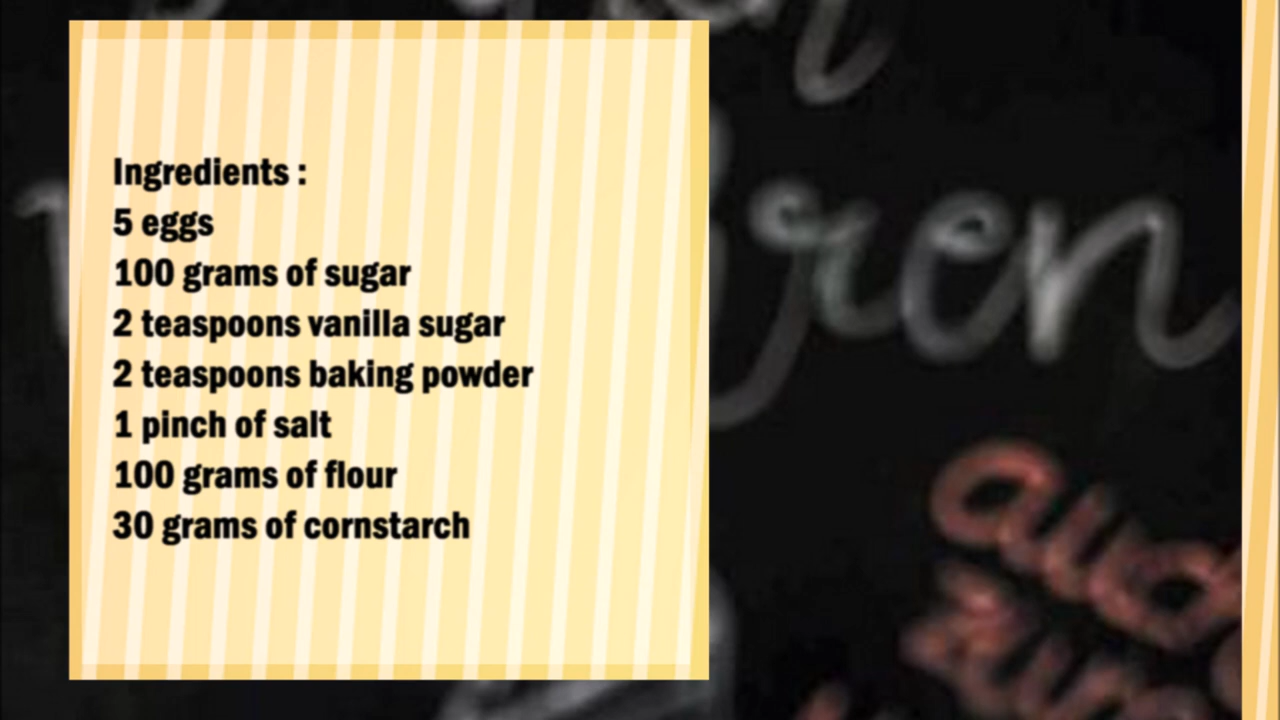 Ingredients :
5 eggs
100 grams of sugar
2 teaspoons vanilla sugar
2 teaspoons baking powder
1 pinch of salt
100 grams of flour
30 grams of cornstarch